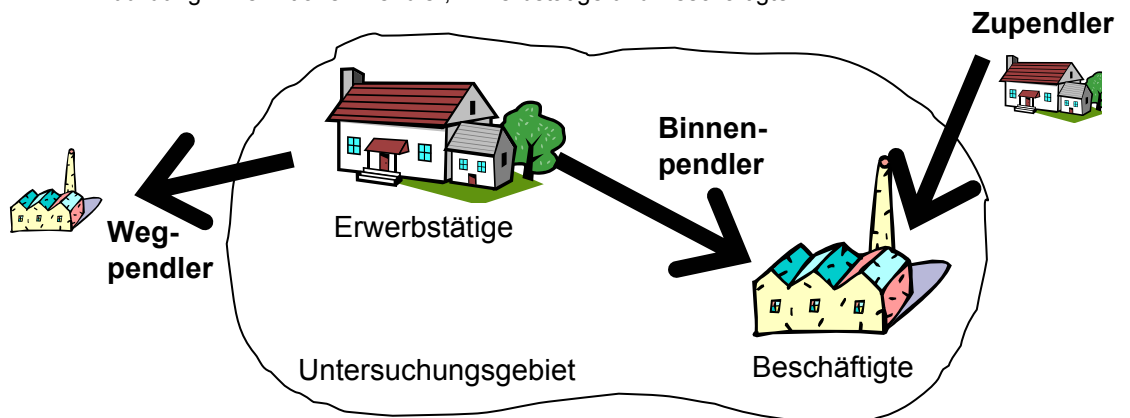 Zupendler
Binnen-
pendler
Erwerbstätige
Weg-
pendler
Untersuchungsgebiet
Beschäftigte